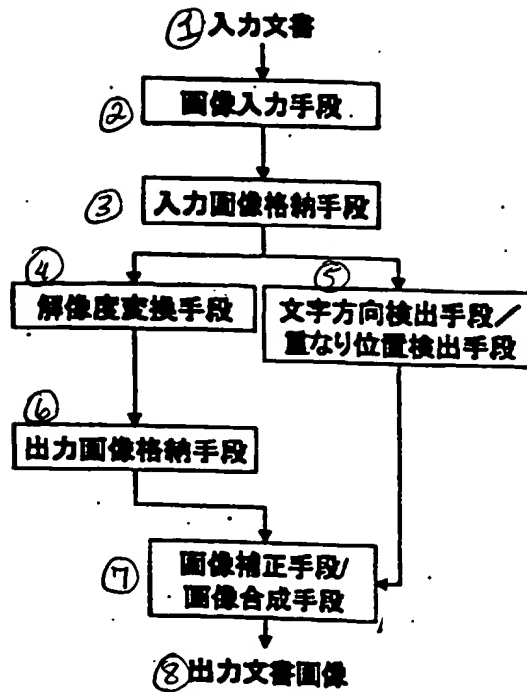 ① 入力文書
② 画像入力手段
③ 入力画像格納手段
④
解像度変換手段
⑤
文字方向検出手段/
重なり位置検出手段
⑥
出力画像格納手段
⑦ 画像補正手段/
画像合成手段
⑧ 出力文書画像